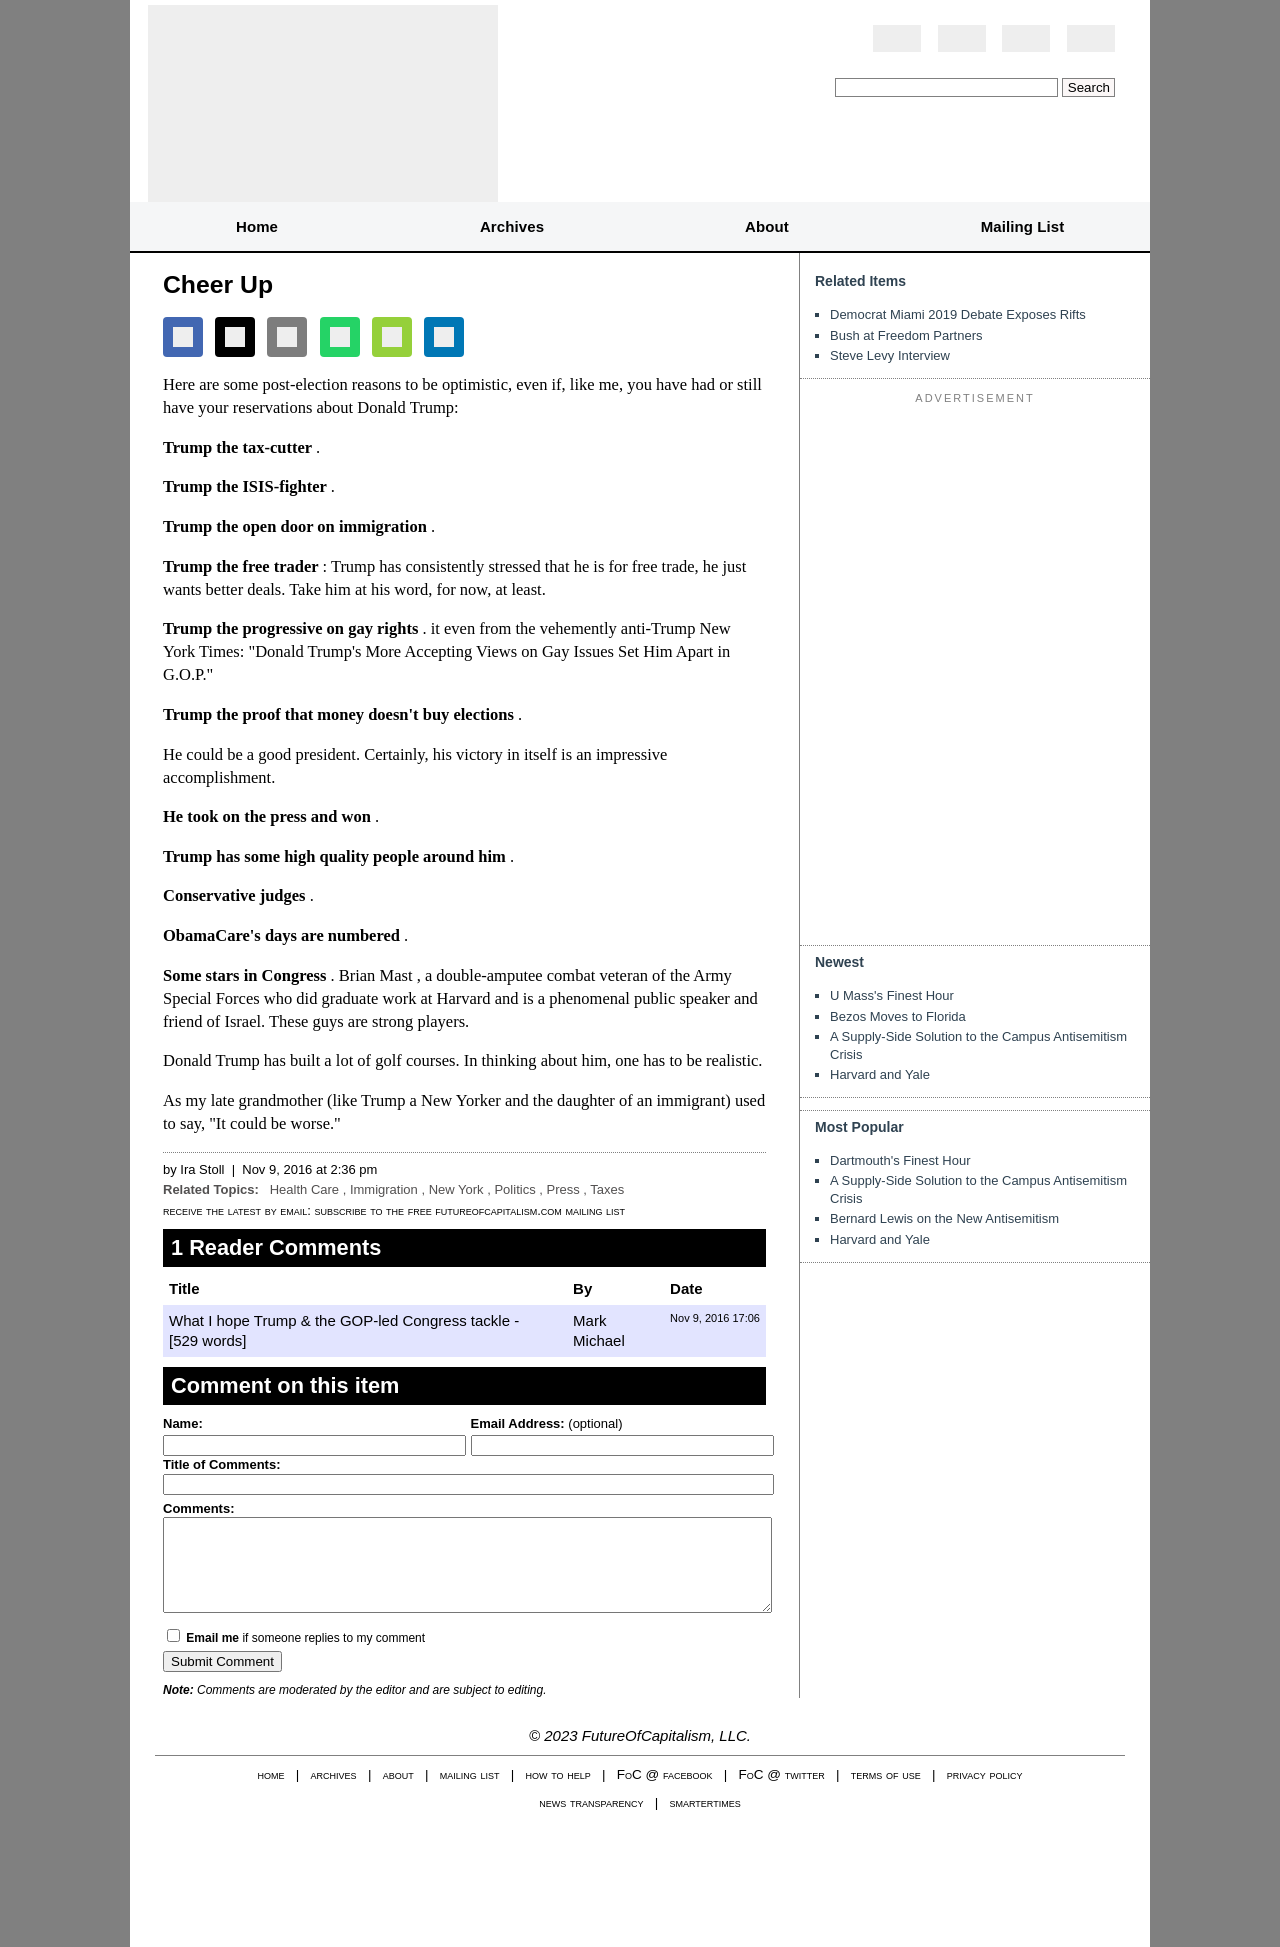 Search
Home
Archives
About
Mailing List
Cheer Up
Here are some post-election reasons to be optimistic, even if, like me, you have had or still
have your reservations about Donald Trump:
Trump the tax-cutter .
Trump the ISIS-fighter .
Trump the open door on immigration .
Trump the free trader : Trump has consistently stressed that he is for free trade, he just
wants better deals. Take him at his word, for now, at least.
Trump the progressive on gay rights . it even from the vehemently anti-Trump New
York Times: "Donald Trump's More Accepting Views on Gay Issues Set Him Apart in
G.O.P."
Trump the proof that money doesn't buy elections .
He could be a good president. Certainly, his victory in itself is an impressive
accomplishment.
He took on the press and won .
Trump has some high quality people around him .
Conservative judges .
ObamaCare's days are numbered .
Some stars in Congress . Brian Mast , a double-amputee combat veteran of the Army
Special Forces who did graduate work at Harvard and is a phenomenal public speaker and
friend of Israel. These guys are strong players.
Donald Trump has built a lot of golf courses. In thinking about him, one has to be realistic.
As my late grandmother (like Trump a New Yorker and the daughter of an immigrant) used
to say, "It could be worse."
by Ira Stoll | Nov 9, 2016 at 2:36 pm
Related Topics: Health Care , Immigration , New York , Politics , Press , Taxes
receive the latest by email: subscribe to the free futureofcapitalism.com mailing list
1 Reader Comments
Title By Date
What I hope Trump & the GOP-led Congress tackle -
[529 words]
Mark
Michael
Nov 9, 2016 17:06
Comment on this item
Name:
Email Address: (optional)
Title of Comments:
Comments:
Email me if someone replies to my comment
Submit Comment
Note: Comments are moderated by the editor and are subject to editing.
Related Items
Democrat Miami 2019 Debate Exposes Rifts
Bush at Freedom Partners
Steve Levy Interview
ADVERTISEMENT
Newest
U Mass's Finest Hour
Bezos Moves to Florida
A Supply-Side Solution to the Campus Antisemitism
Crisis
Harvard and Yale
Most Popular
Dartmouth's Finest Hour
A Supply-Side Solution to the Campus Antisemitism
Crisis
Bernard Lewis on the New Antisemitism
Harvard and Yale
© 2023 FutureOfCapitalism, LLC.
home | archives | about | mailing list | how to help | FoC @ facebook | FoC @ twitter | terms of use | privacy policy
news transparency | smartertimes